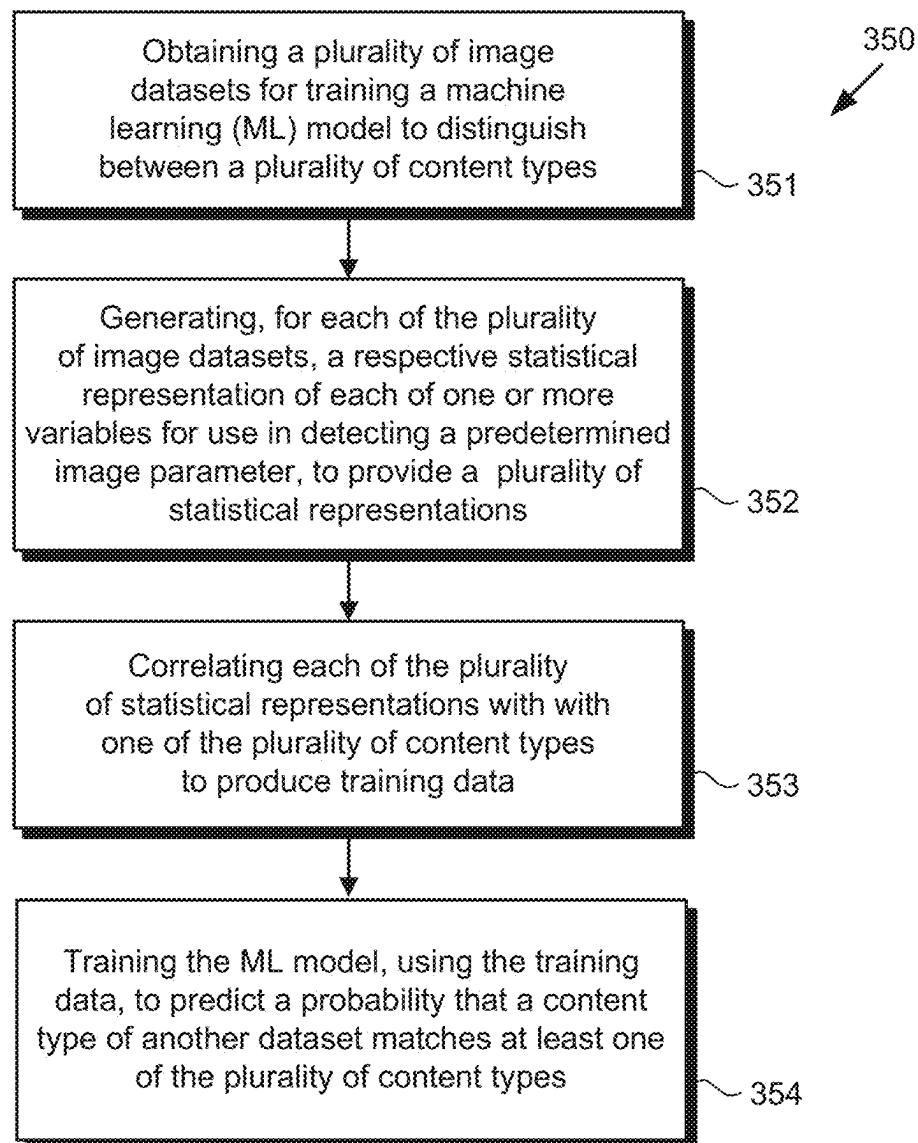 350
Obtaining a plurality of image
datasets for training a machine
learning (ML) model to distinguish
between a plurality of content types
351
Generating, for each of the plurality
of image datasets, a respective statistical
representation of each of one or more
variables for use in detecting a predetermined
image parameter, to provide a plurality of
statistical representations
352
Correlating each of the plurality
of statistical representations with with
one of the plurality of content types
to produce training data
353
Training the ML model, using the training
data, to predict a probability that a content
type of another dataset matches at least one
of the plurality of content types
354